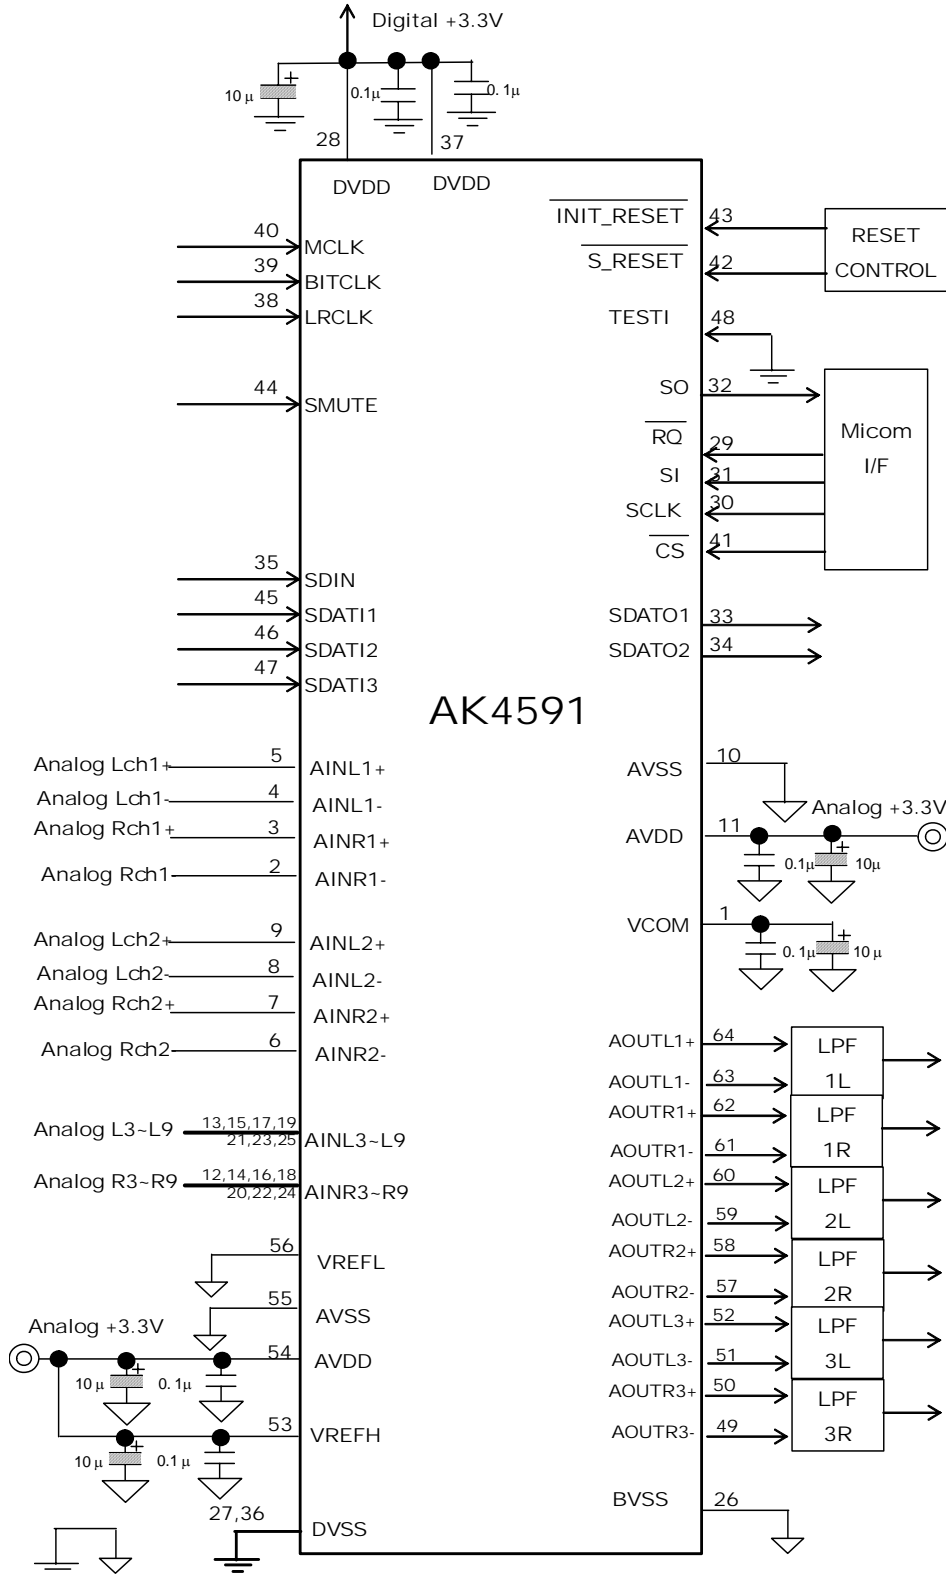 Digital +3.3V
10μ
+
0.1μ
0.1μ
28
37
DVDD
DVDD
40
MCLK
39
BITCLK
38
LRCLK
44
SMUTE
35
SDIN
45
SDATI1
46
SDATI2
47
SDATI3
AK4591
INIT_RESET
43
S_RESET
42
RESET
CONTROL
TESTI
48
SO
32
RQ
29
SI
31
SCLK
30
CS
41
Micom
I/F
SDATO1
33
SDATO2
34
Analog Lch1+
5
AINL1+
Analog Lch1-
4
AINL1-
Analog Rch1+
3
AINR1+
Analog Rch1-
2
AINR1-
Analog Lch2+
9
AINL2+
Analog Lch2-
8
AINL2-
Analog Rch2+
7
AINR2+
Analog Rch2-
6
AINR2-
Analog L3~L9
13,15,17,19
21,23,25
AINL3~L9
Analog R3~R9
12,14,16,18
20,22,24
AINR3~R9
56
VREFL
55
AVSS
Analog +3.3V
54
AVDD
10μ
+
0.1μ
53
VREFH
10μ
+
0.1μ
27,36
DVSS
AVSS
10
Analog +3.3V
AVDD
11
0.1μ
+
10μ
VCOM
1
0.1μ
+
10μ
AOUTL1+
64
AOUTL1-
63
LPF
1L
AOUTR1+
62
AOUTR1-
61
LPF
1R
AOUTL2+
60
AOUTL2-
59
LPF
2L
AOUTR2+
58
AOUTR2-
57
LPF
2R
AOUTL3+
52
AOUTL3-
51
LPF
3L
AOUTR3+
50
AOUTR3-
49
LPF
3R
BVSS
26